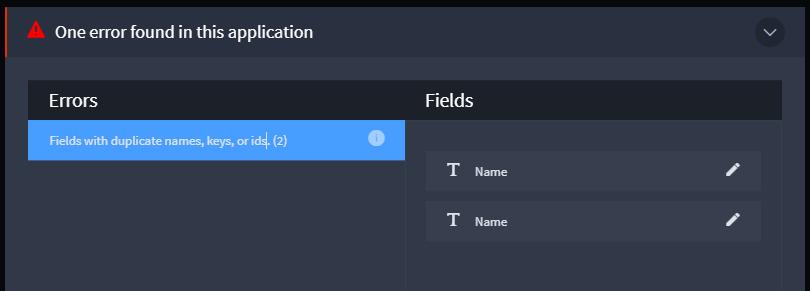 One error found in this application
Errors
Fields
Fields with duplicate names, keys, or ids. (2)
Name
Name